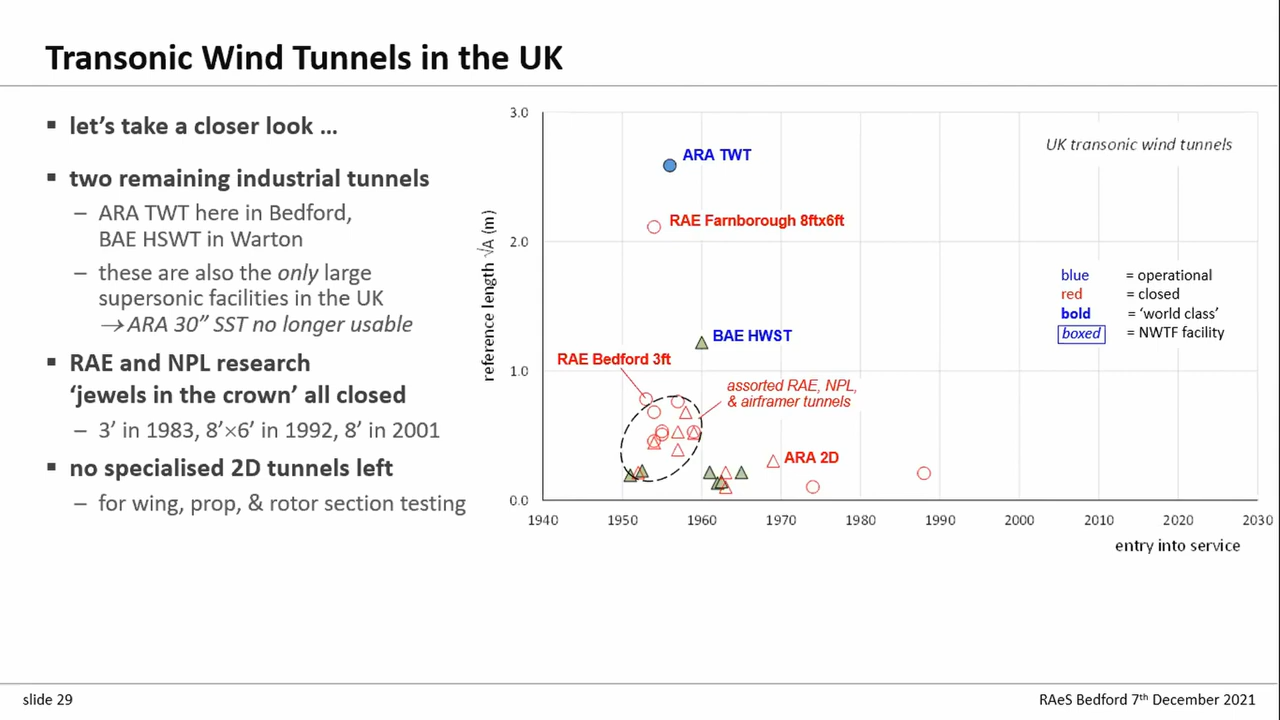 Transonic Wind Tunnels in the UK
▪ let’s take a closer look ...
▪ two remaining industrial tunnels
– ARA TWT here in Bedford,
BAE HSWT in Warton
– these are also the only large
supersonic facilities in the UK
→ ARA 30” SST no longer usable
▪ RAE and NPL research
‘jewels in the crown’ all closed
– 3’ in 1983, 8’×6’ in 1992, 8’ in 2001
▪ no specialised 2D tunnels left
– for wing, prop, & rotor section testing
reference length √A (m)
3.0
2.0
1.0
0.0
UK transonic wind tunnels
ARA TWT
RAE Farnborough 8ftx6ft
blue = operational
red = closed
bold = ‘world class’
boxed = NWTF facility
BAE HWST
RAE Bedford 3ft
assorted RAE, NPL,
& airframer tunnels
ARA 2D
1940 1950 1960 1970 1980 1990 2000 2010 2020 2030
entry into service
slide 29
RAeS Bedford 7th December 2021